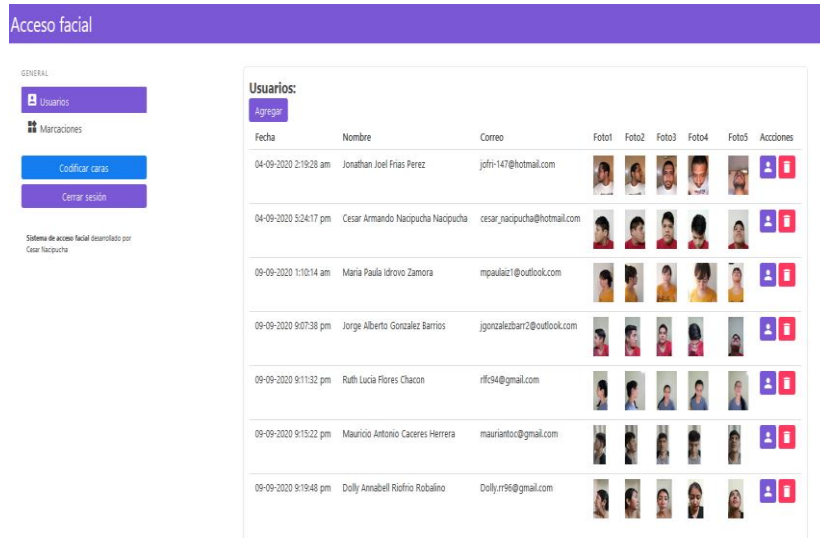 Acceso facial
GENERAL
Usuarios
Marcaciones
Codificar caras
Cerrar sesión
Sistema de acceso facial desarrollado por
Cesar Nacipucha
Usuarios:
Agregar
Fecha Nombre Correo Foto1 Foto2 Foto3 Foto4 Foto5 Acciones
04-09-2020 2:19:28 am Jonathan Joel Frias Perez jofri-147@hotmail.com
04-09-2020 5:24:17 pm Cesar Armando Nacipucha Nacipucha cesar_nacipucha@hotmail.com
09-09-2020 1:10:14 am Maria Paula Idrovo Zamora mpaulaiz1@outlook.com
09-09-2020 9:07:38 pm Jorge Alberto Gonzalez Barrios jgonzalezbarr2@outlook.com
09-09-2020 9:11:32 pm Ruth Lucia Flores Chacon rffc94@gmail.com
09-09-2020 9:15:22 pm Mauricio Antonio Caceres Herrera mauriantoc@gmail.com
09-09-2020 9:19:48 pm Dolly Annabell Riofrio Robalino Dolly.rr96@gmail.com